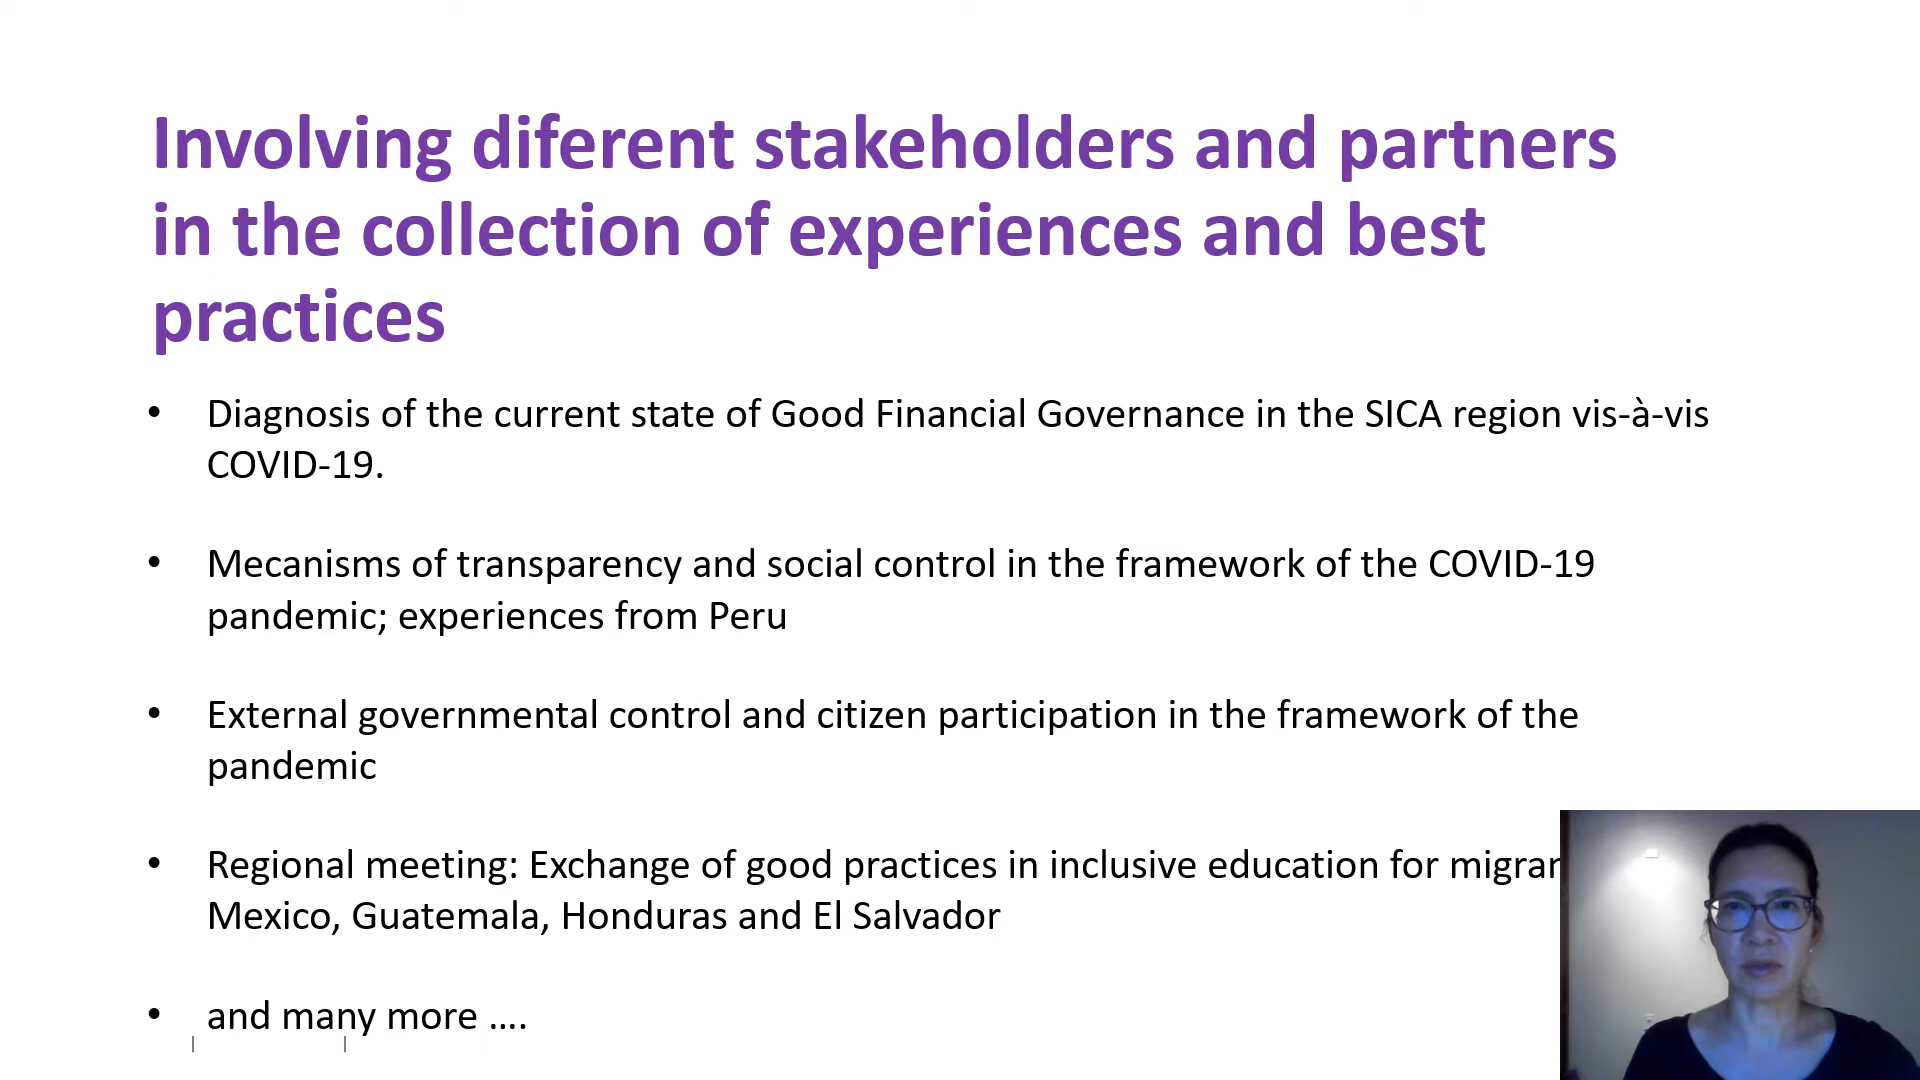 Involving diferent stakeholders and partners
in the collection of experiences and best
practices
• Diagnosis of the current state of Good Financial Governance in the SICA region vis-à-vis
COVID-19.
• Mecanisms of transparency and social control in the framework of the COVID-19
pandemic; experiences from Peru
• External governmental control and citizen participation in the framework of the
pandemic
• Regional meeting: Exchange of good practices in inclusive education for
Mexico, Guatemala, Honduras and El Salvador
• and many more ....